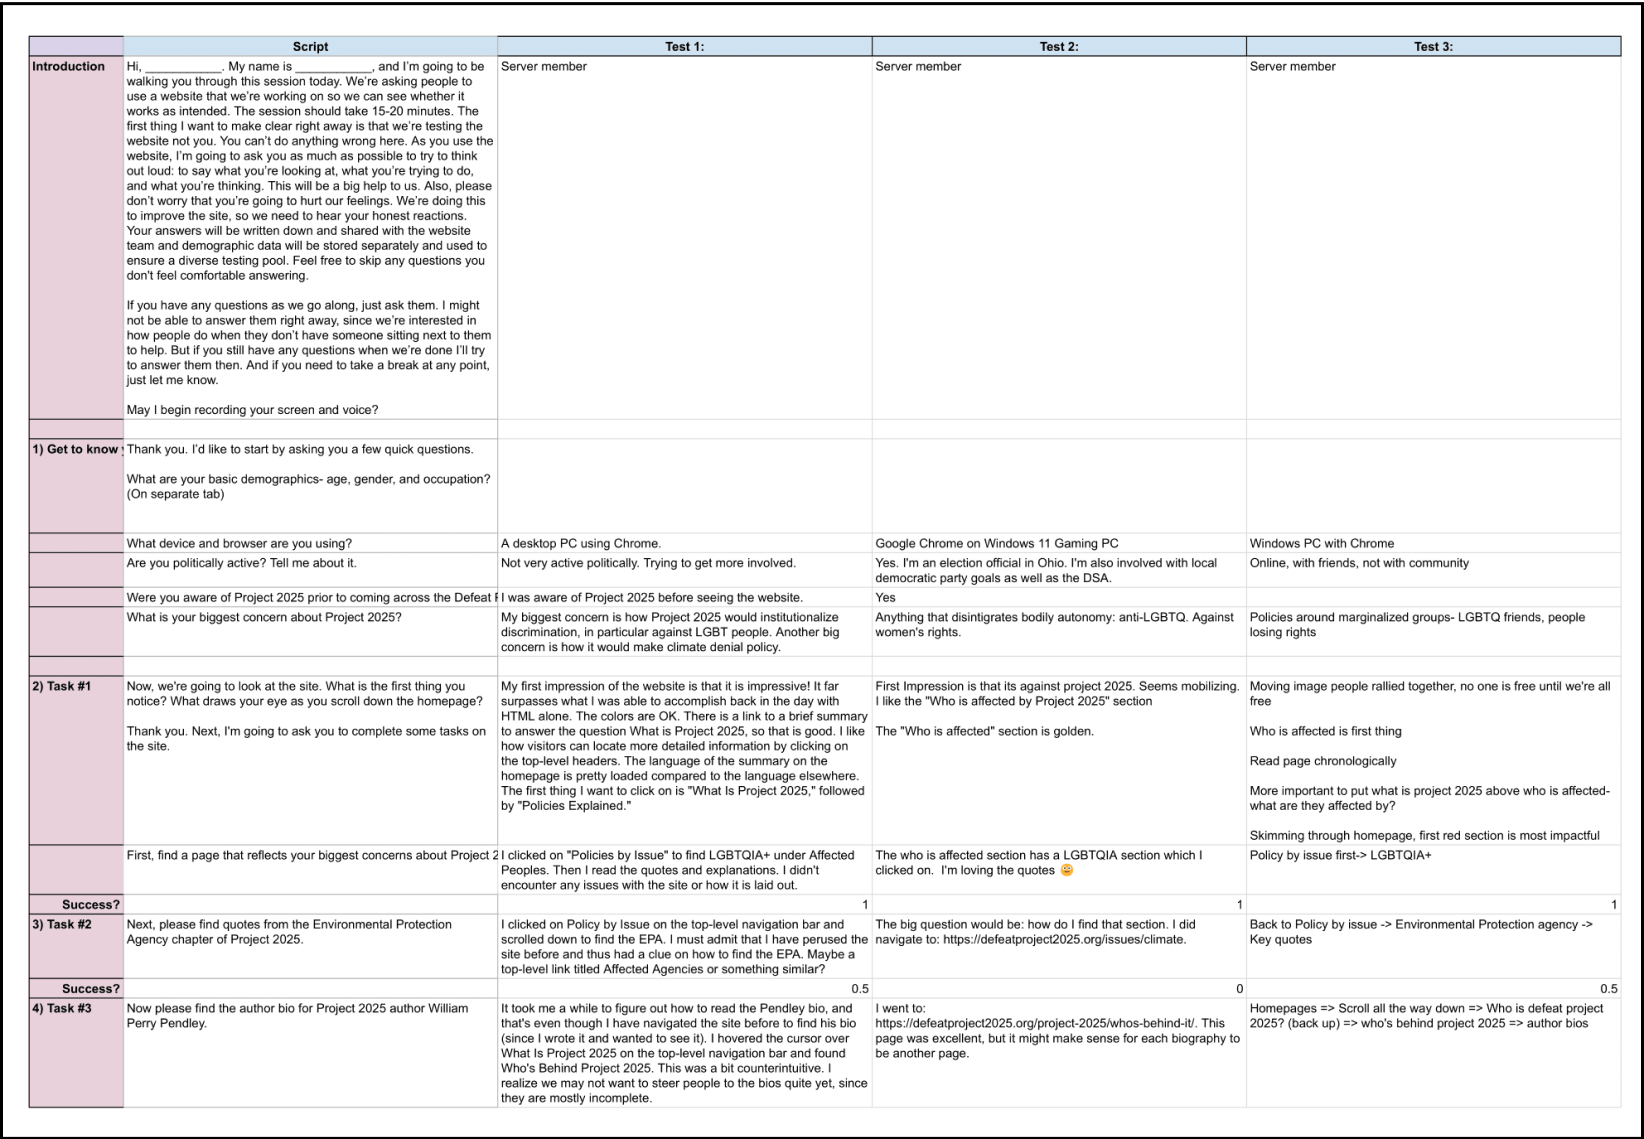 Script Test 1: Test 2: Test 3:
Introduction
Hi, ___________. My name is ___________, and I'm going to be
walking you through this session today. We're asking people to
use a website that we're working on so we can see whether it
works as intended. The session should take 15-20 minutes. The
first thing I want to make clear right away is that we're testing the
website not you. You can't do anything wrong here. As you use the
website, I'm going to ask you as much as possible to try to think
out loud: to say what you're looking at, what you're trying to do,
and what you're thinking. This will be a big help to us. Also, please
don't worry that you're going to hurt our feelings. We're doing this
to improve the site, so we need to hear your honest reactions.
Your answers will be written down and shared with the website
team and demographic data will be stored separately and used to
ensure a diverse testing pool. Feel free to skip any questions you
don't feel comfortable answering.
If you have any questions as we go along, just ask them. I might
not be able to answer them right away, since we're interested in
how people do when they don't have someone sitting next to them
to help. But if you still have any questions when we're done I'll try
to answer them then. And if you need to take a break at any point,
just let me know.
May I begin recording your screen and voice?
Server member
Server member
Server member
1) Get to know
Thank you. I'd like to start by asking you a few quick questions.
What are your basic demographics- age, gender, and occupation?
(On separate tab)
What device and browser are you using?
A desktop PC using Chrome.
Google Chrome on Windows 11 Gaming PC
Windows PC with Chrome
Are you politically active? Tell me about it.
Not very active politically. Trying to get more involved.
Yes. I'm an election official in Ohio. I'm also involved with local
democratic party goals as well as the DSA.
Online, with friends, not with community
Were you aware of Project 2025 prior to coming across the Defeat
I was aware of Project 2025 before seeing the website.
Yes
What is your biggest concern about Project 2025?
My biggest concern is how Project 2025 would institutionalize
discrimination, in particular against LGBT people. Another big
concern is how it would make climate denial policy.
Anything that disintigrates bodily autonomy: anti-LGBTQ. Against
women's rights.
Policies around marginalized groups- LGBTQ friends, people
losing rights
2) Task #1
Now, we're going to look at the site. What is the first thing you
notice? What draws your eye as you scroll down the homepage?
Thank you. Next, I'm going to ask you to complete some tasks on
the site.
My first impression of the website is that it is impressive! It far
surpasses what I was able to accomplish back in the day with
HTML alone. The colors are OK. There is a link to a brief summary
to answer the question What is Project 2025, so that is good. I like
how visitors can locate more detailed information by clicking on
the top-level headers. The language of the summary on the
homepage is pretty loaded compared to the language elsewhere.
The first thing I want to click on is "What Is Project 2025," followed
by "Policies Explained."
First Impression is that its against project 2025. Seems mobilizing.
I like the "Who is affected by Project 2025" section
The "Who is affected" section is golden.
Moving image people rallied together, no one is free until we're all
free
Who is affected is first thing
Read page chronologically
More important to put what is project 2025 above who is affected-
what are they affected by?
Skimming through homepage, first red section is most impactful
First, find a page that reflects your biggest concerns about Project 2
I clicked on "Policies by Issue" to find LGBTQIA+ under Affected
Peoples. Then I read the quotes and explanations. I didn't
encounter any issues with the site or how it is laid out.
The who is affected section has a LGBTQIA section which I
clicked on. I'm loving the quotes 😀
Policy by issue first-> LGBTQIA+
Success? 1 1 1
3) Task #2
Next, please find quotes from the Environmental Protection
Agency chapter of Project 2025.
I clicked on Policy by Issue on the top-level navigation bar and
scrolled down to find the EPA. I must admit that I have perused the
site before and thus had a clue on how to find the EPA. Maybe a
top-level link titled Affected Agencies or something similar?
The big question would be: how do I find that section. I did
navigate to: https://defeatproject2025.org/issues/climate.
Back to Policy by issue -> Environmental Protection agency ->
Key quotes
Success? 0.5 0 0.5
4) Task #3
Now please find the author bio for Project 2025 author William
Perry Pendley.
It took me a while to figure out how to read the Pendley bio, and
that's even though I have navigated the site before to find his bio
(since I wrote it and wanted to see it). I hovered the cursor over
What Is Project 2025 on the top-level navigation bar and found
Who's Behind Project 2025. This was a bit counterintuitive. I
realize we may not want to steer people to the bios quite yet, since
they are mostly incomplete.
I went to:
https://defeatproject2025.org/project-2025/whos-behind-it/. This
page was excellent, but it might make sense for each biography to
be another page.
Homepages => Scroll all the way down => Who is defeat project
2025? (back up) => who's behind project 2025 => author bios